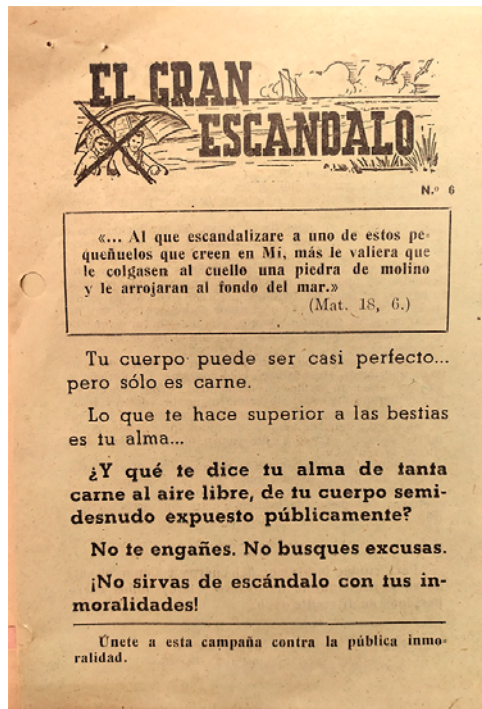 EL GRAN
ESCANDALO
N.º 6
«... Al que escandalizare a uno de estos pe-
queñuelos que creen en Mí, más le valiera que
le colgasen al cuello una piedra de molino
y le arrojaran al fondo del mar.»
(Mat. 18, 6.)
Tu cuerpo puede ser casi perfecto...
pero sólo es carne.
Lo que te hace superior a las bestias
es tu alma...
¿Y qué te dice tu alma de tanta
carne al aire libre, de tu cuerpo semi-
desnudo expuesto públicamente?
No te engañes. No busques excusas.
¡No sirvas de escándalo con tus in-
moralidades!
Únete a esta campaña contra la pública inmo-
ralidad.